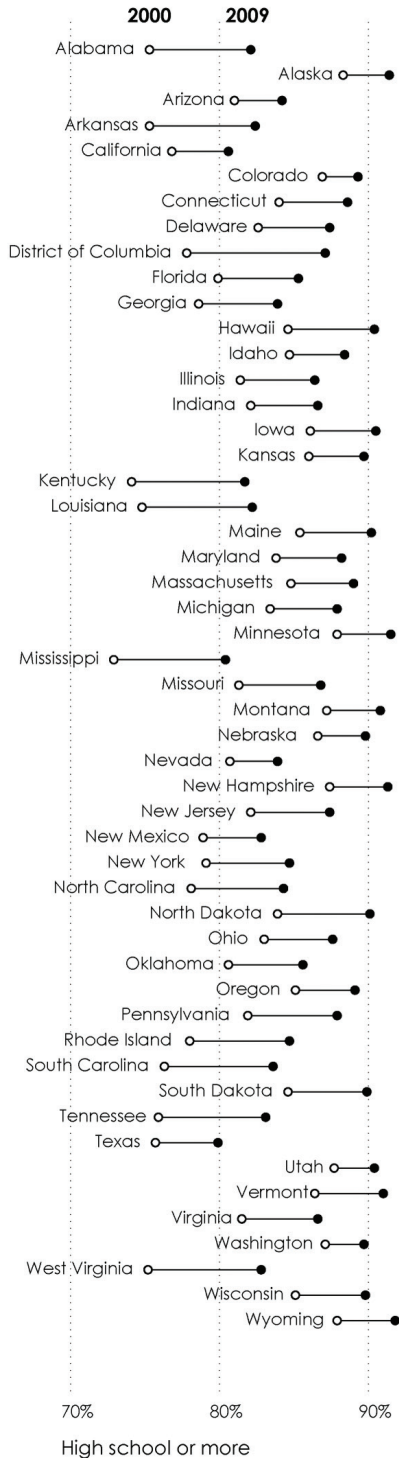 2000 2009
Alabama
Alaska
Arizona
Arkansas
California
Colorado
Connecticut
Delaware
District of Columbia
Florida
Georgia
Hawaii
Idaho
Illinois
Indiana
Iowa
Kansas
Kentucky
Louisiana
Maine
Maryland
Massachusetts
Michigan
Minnesota
Mississippi
Missouri
Montana
Nebraska
Nevada
New Hampshire
New Jersey
New Mexico
New York
North Carolina
North Dakota
Ohio
Oklahoma
Oregon
Pennsylvania
Rhode Island
South Carolina
South Dakota
Tennessee
Texas
Utah
Vermont
Virginia
Washington
West Virginia
Wisconsin
Wyoming
70% 80% 90%
High school or more